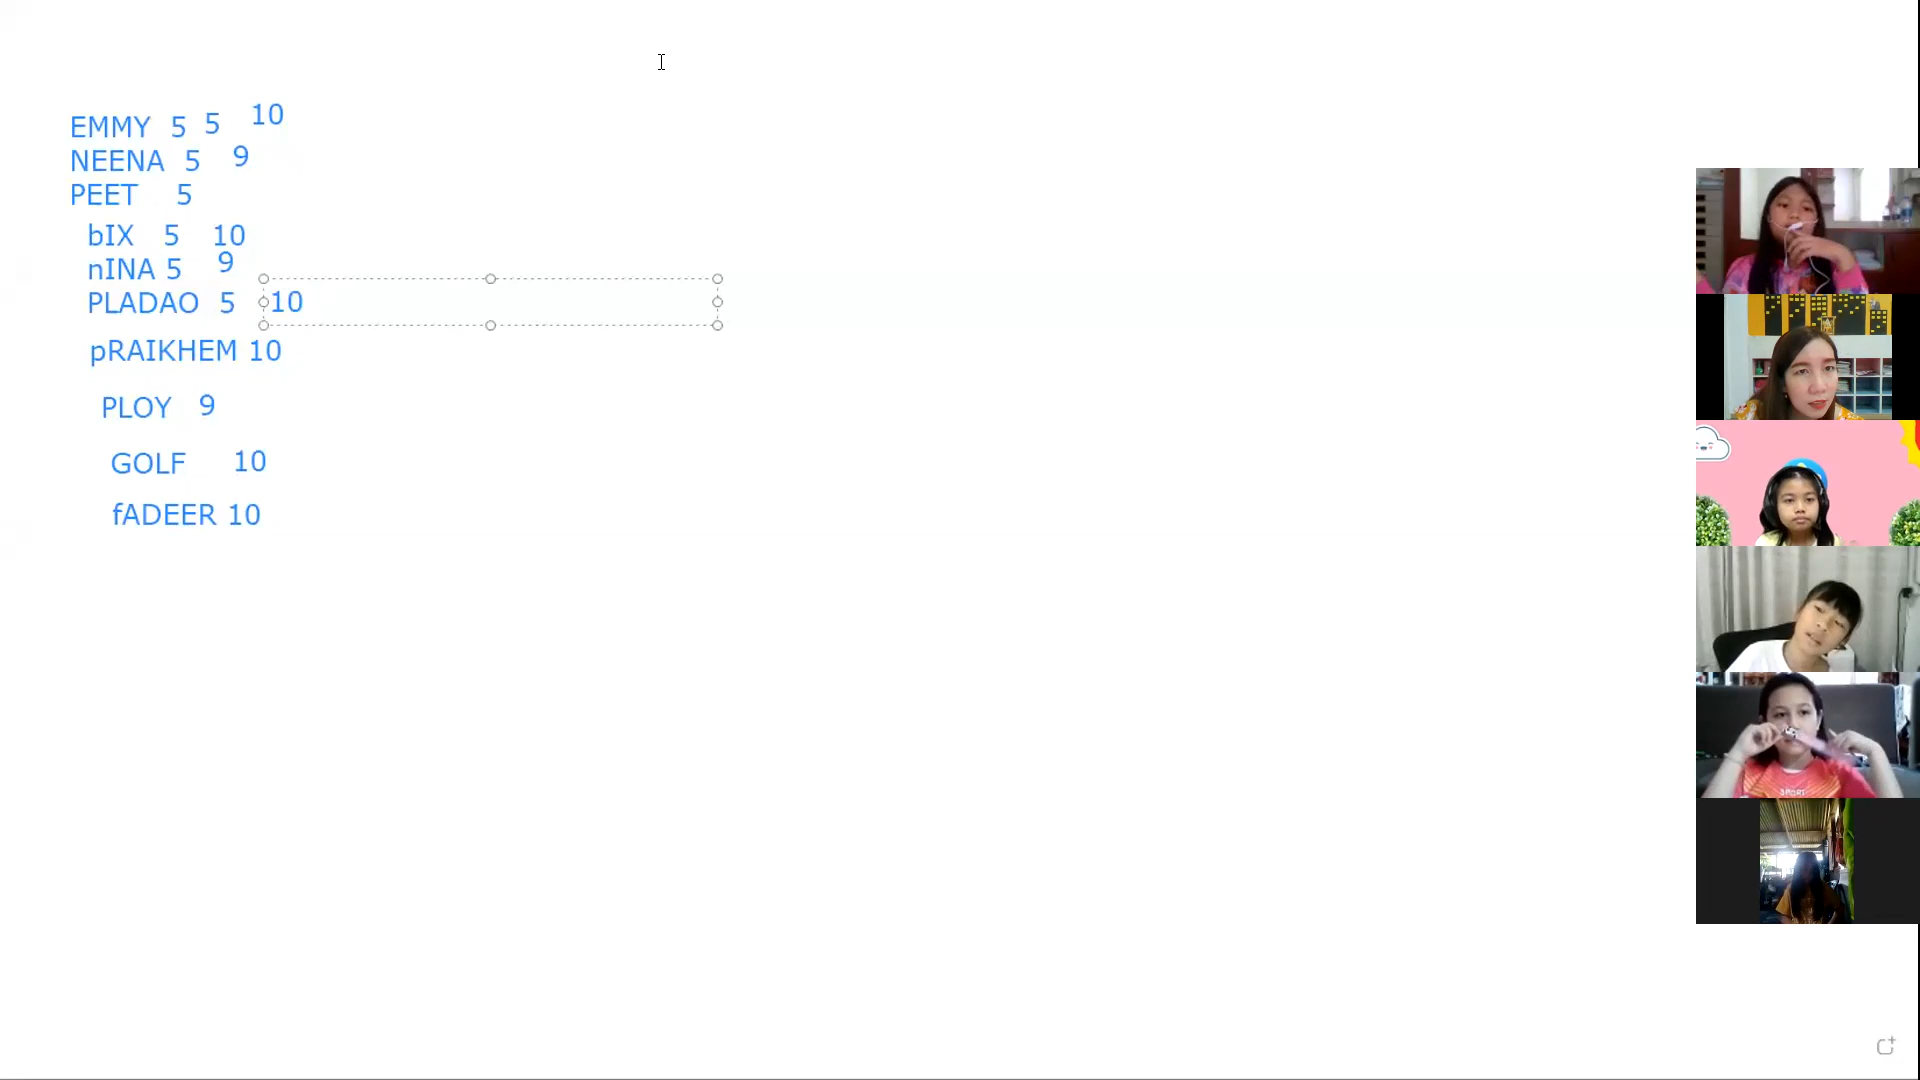 EMMY 5 5 10
NEENA 5 9
PEET 5
bIX 5 10
nINA 5 9
PLADAO 5 10
pRAIKHEM 10
PLOY 9
GOLF 10
fADEER 10
SPORT